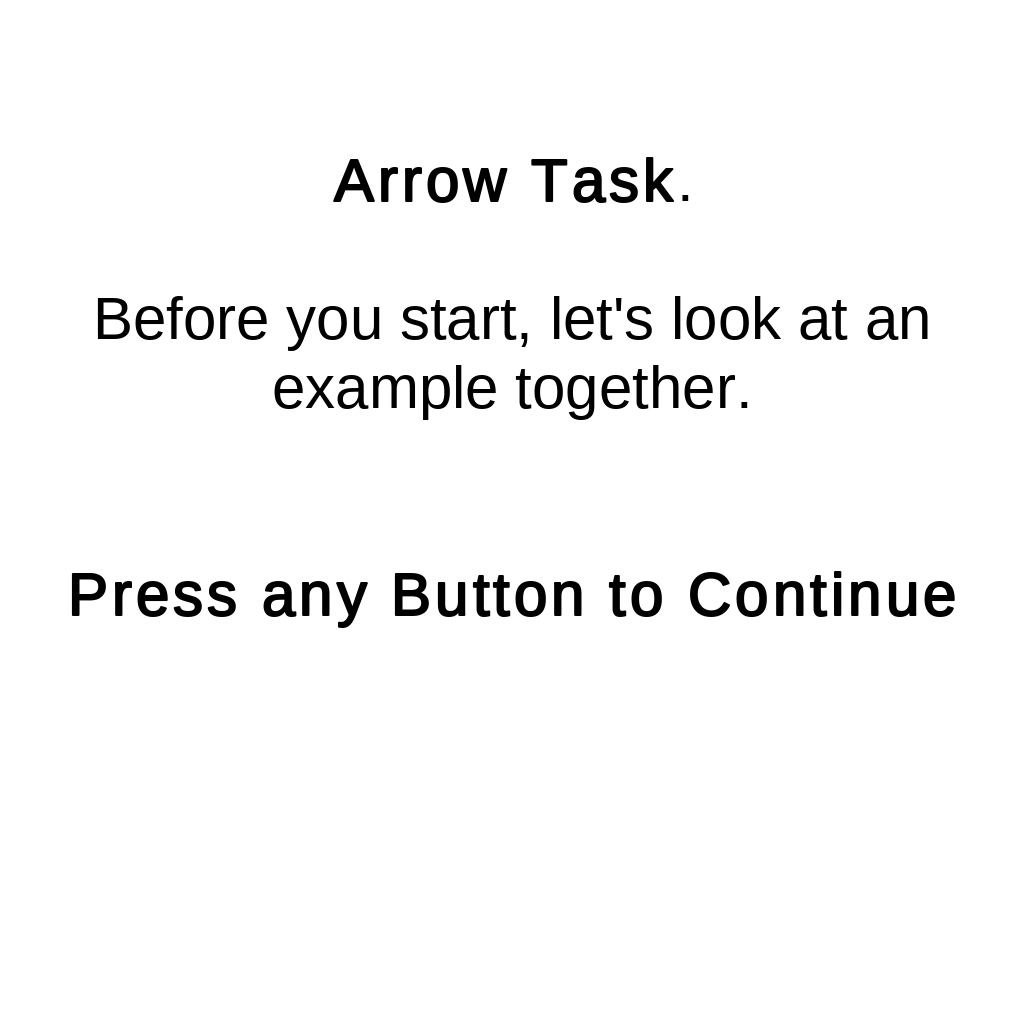 Arrow Task.
Before you start, let's look at an
example together.
Press any Button to Continue